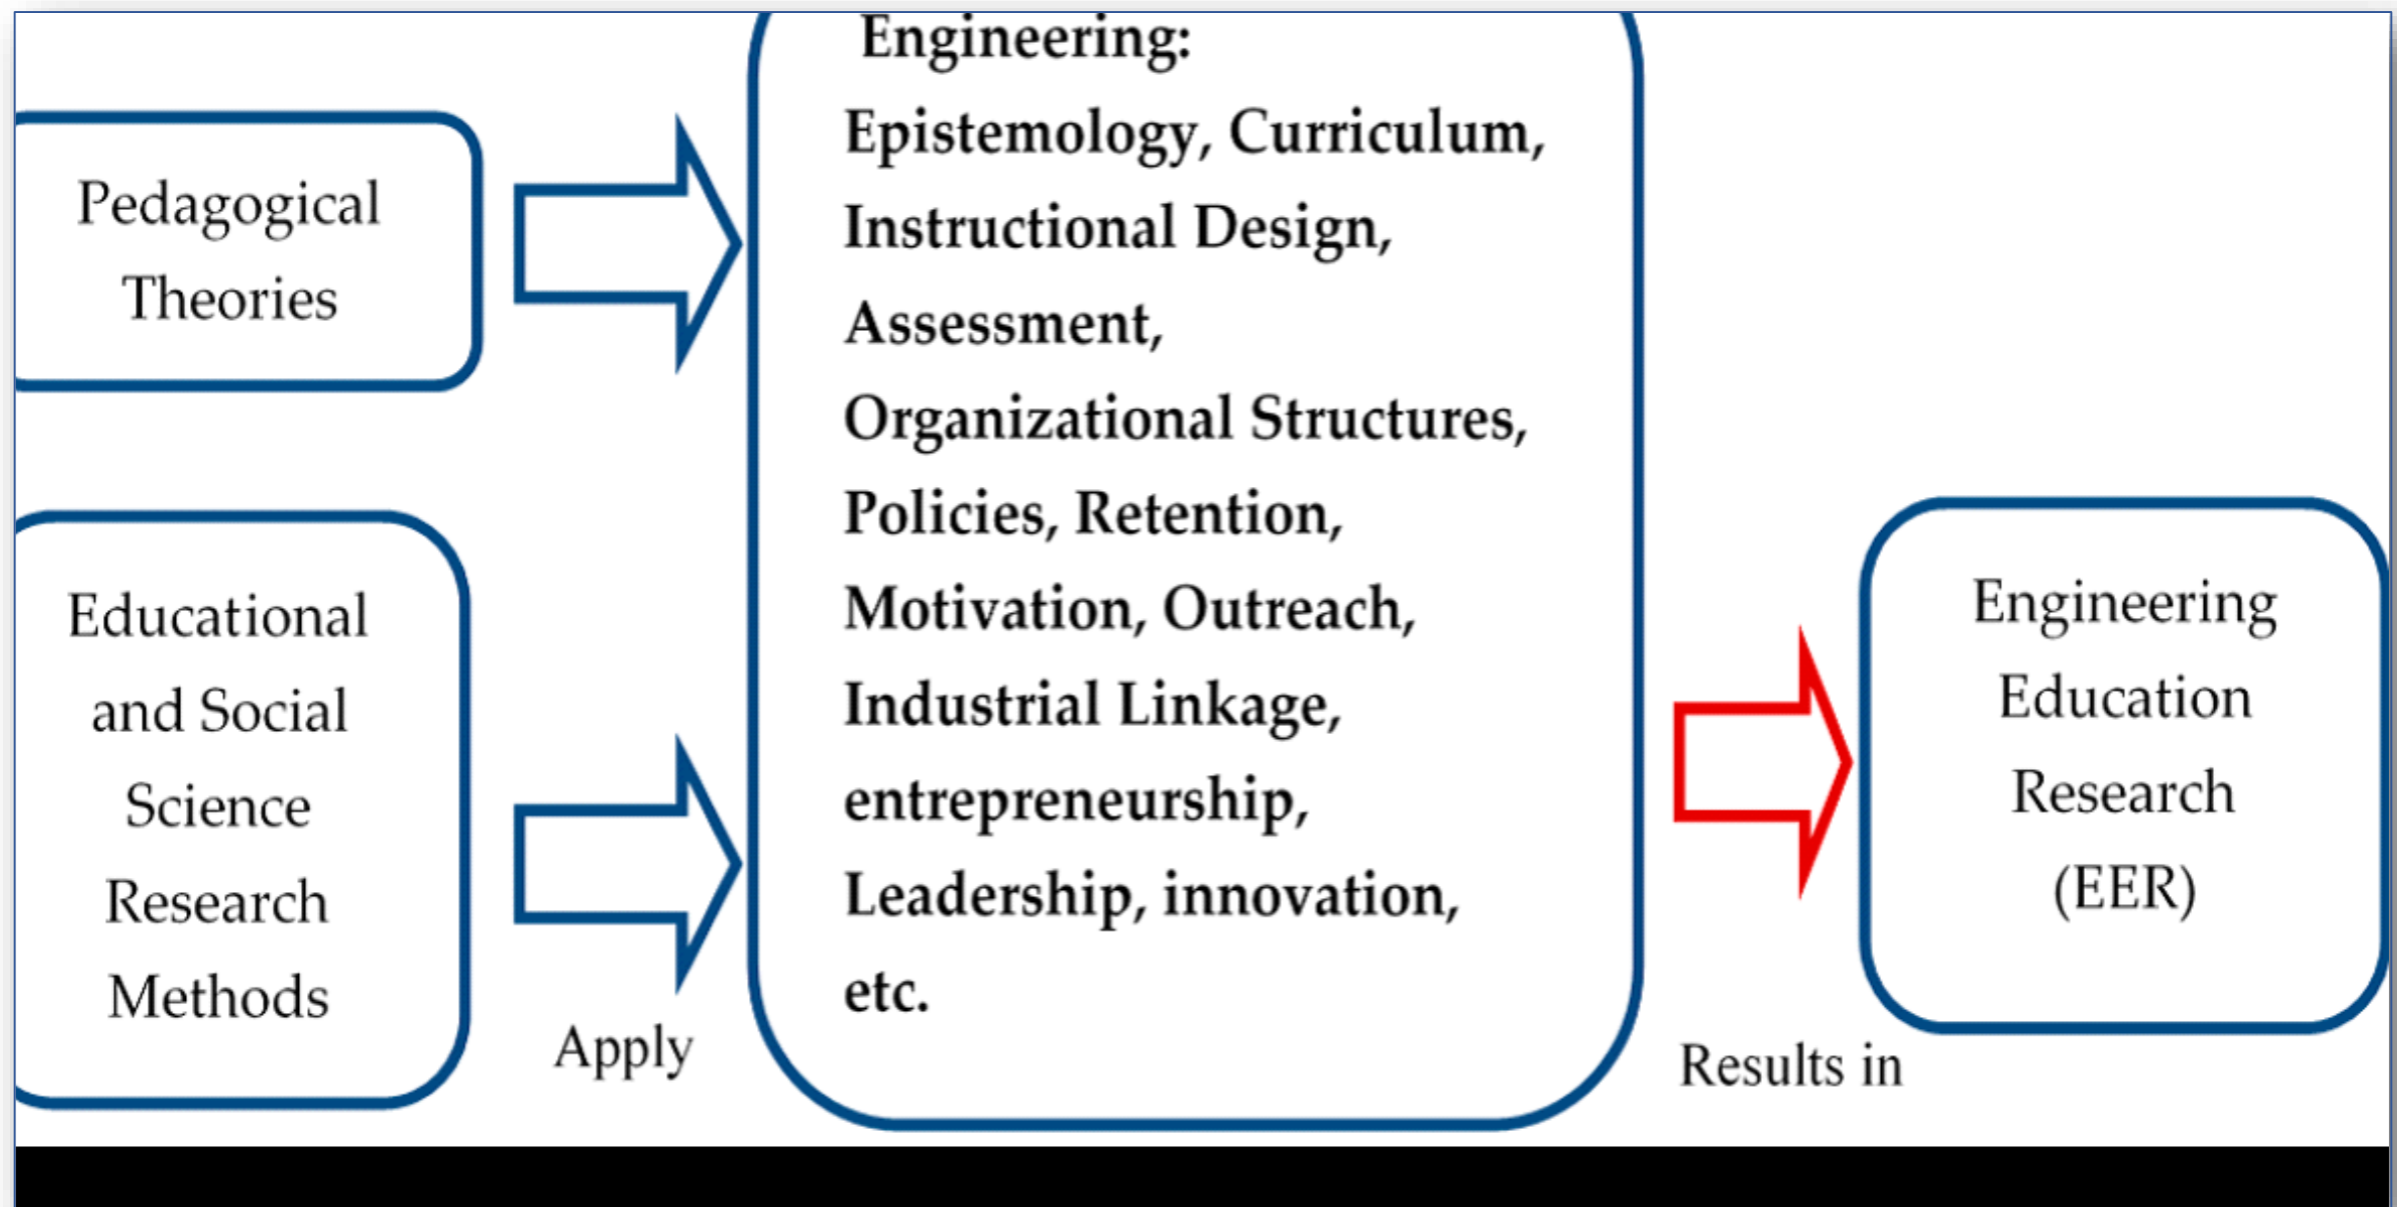 Pedagogical
Theories
Educational
and Social
Science
Research
Methods
Apply
Engineering:
Epistemology, Curriculum,
Instructional Design,
Assessment,
Organizational Structures,
Policies, Retention,
Motivation, Outreach,
Industrial Linkage,
entrepreneurship,
Leadership, innovation,
etc.
Results in
Engineering
Education
Research
(EER)